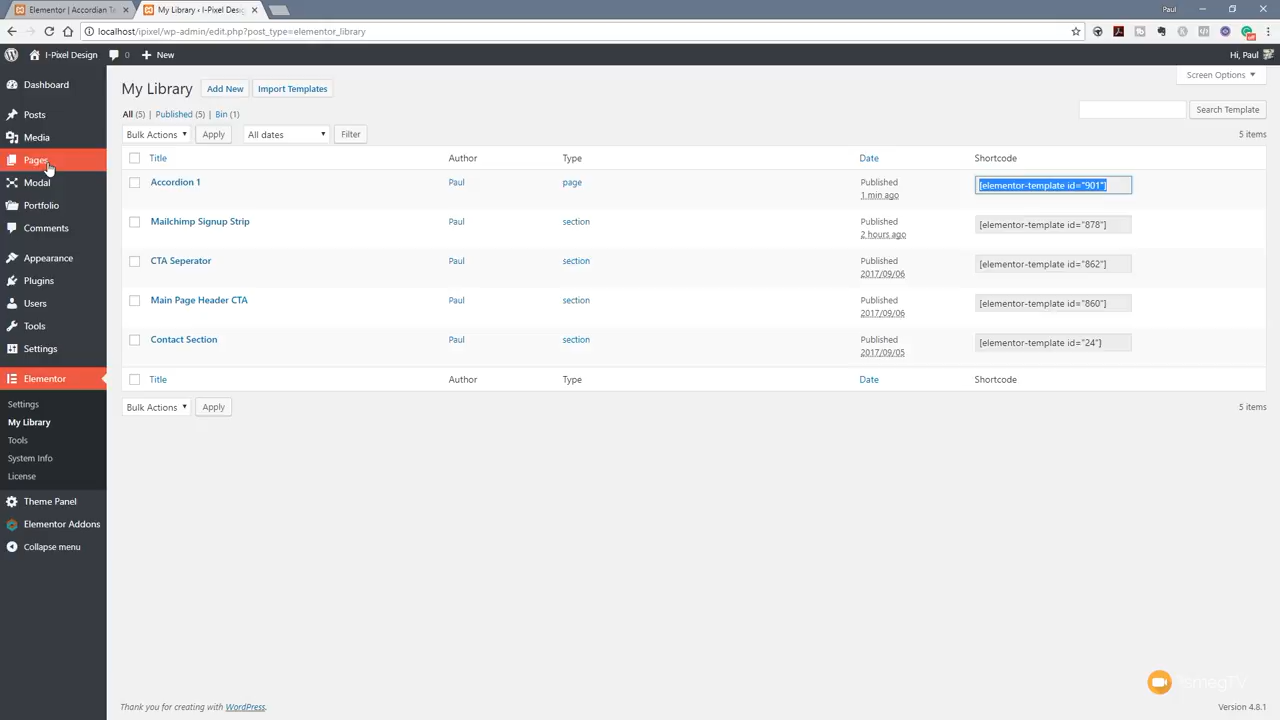 Elementor | Accordian Ta
My Library ‹ I-Pixel Desig
Paul
localhost/ipixel/wp-admin/edit.php?post_type=elementor_library
I-Pixel Design 0 New
Hi, Paul
Screen Options
Dashboard
Posts
Media
Pages
Modal
Portfolio
Comments
Appearance
Plugins
Users
Tools
Settings
Elementor
Settings
My Library
Tools
System Info
License
Theme Panel
Elementor Addons
Collapse menu
My Library Add New Import Templates
All (5) | Published (5) | Bin (1)
Search Template
Bulk Actions Apply All dates Filter
5 items
Title Author Type Date Shortcode
Accordion 1 Paul page Published [elementor-template id="901"]
1 min ago
Mailchimp Signup Strip Paul section Published [elementor-template id="878"]
2 hours ago
CTA Seperator Paul section Published [elementor-template id="862"]
2017/09/06
Main Page Header CTA Paul section Published [elementor-template id="860"]
2017/09/06
Contact Section Paul section Published [elementor-template id="24"]
2017/09/05
Title Author Type Date Shortcode
Bulk Actions Apply
5 items
Thank you for creating with WordPress.
Version 4.8.1